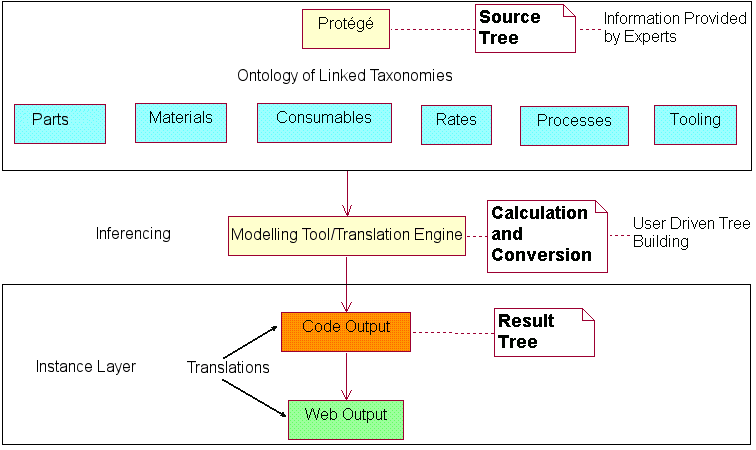 Protégé
Source
Tree
Information Provided
by Experts
Ontology of Linked Taxonomies
Parts
Materials
Consumables
Rates
Processes
Tooling
Inferencing
Modelling Tool/Translation Engine
Calculation
and
Conversion
User Driven Tree
Building
Code Output
Result
Tree
Instance Layer
Translations
Web Output